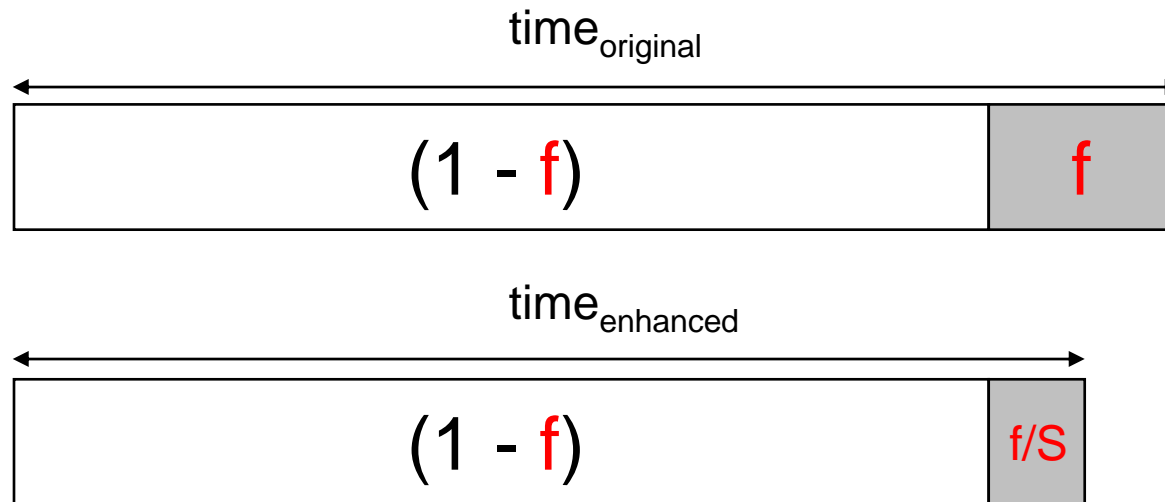 time_original
(1 - f) f
time_enhanced
(1 - f) f/S